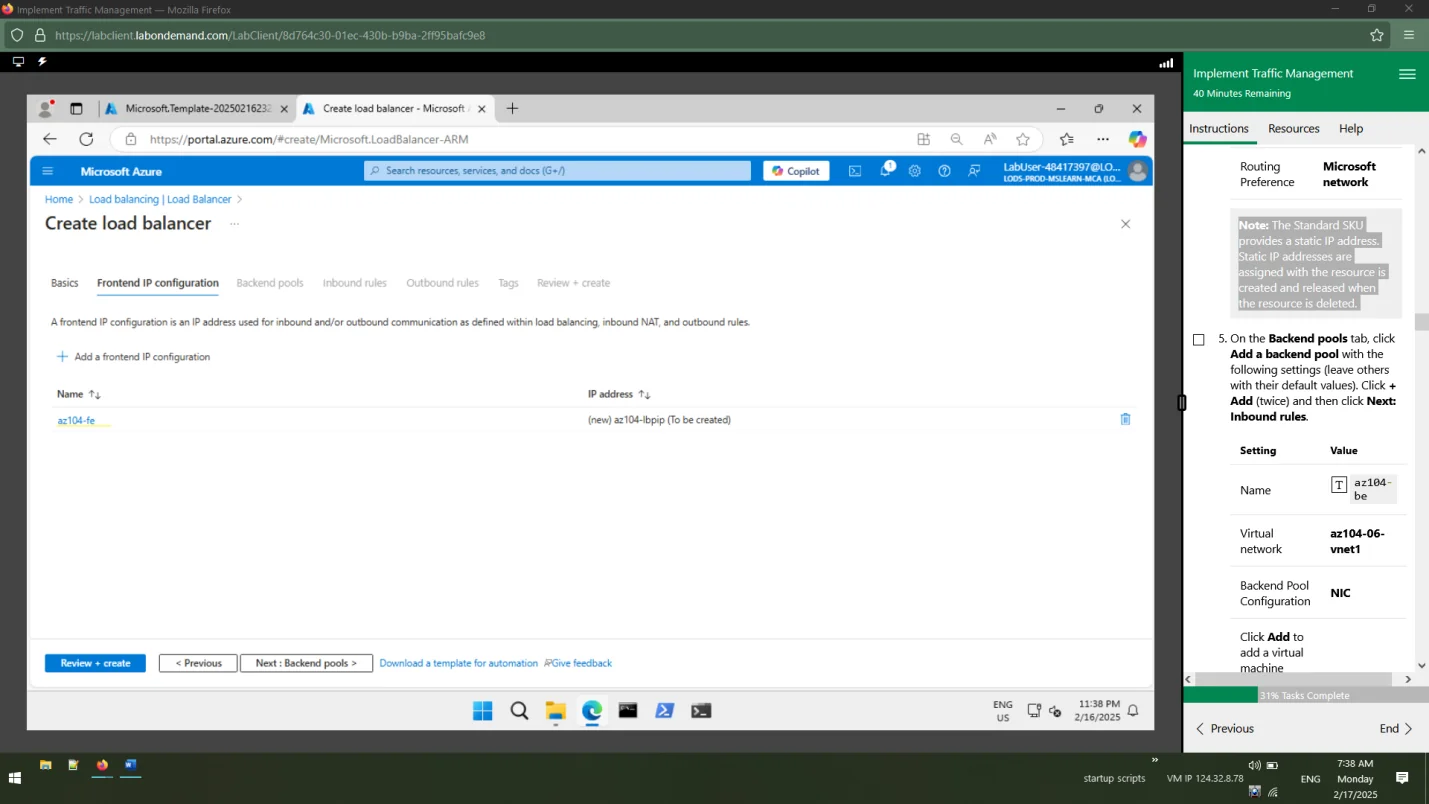 Implement Traffic Management — Mozilla Firefox
https://labclient.labondemand.com/LabClient/8d764c30-01ec-430b-b9ba-2ff95bafc9e8
Microsoft.Template-2025021623
Create load balancer - Microsoft A
https://portal.azure.com/#create/Microsoft.LoadBalancer-ARM
Microsoft Azure
Search resources, services, and docs (G+/)
Copilot
1
LabUser-48417397@LO...
LODS-PROD-MSLEARN-MCA (LO...
Home > Load balancing | Load Balancer >
Create load balancer ...
Basics Frontend IP configuration Backend pools Inbound rules Outbound rules Tags Review + create
A frontend IP configuration is an IP address used for inbound and/or outbound communication as defined within load balancing, inbound NAT, and outbound rules.
+ Add a frontend IP configuration
Name ↑↓ IP address ↑↓
az104-fe (new) az104-lbpip (To be created)
Review + create < Previous Next : Backend pools > Download a template for automation Give feedback
ENG
US
11:38 PM
2/16/2025
Implement Traffic Management
40 Minutes Remaining
Instructions Resources Help
Routing Preference
Microsoft network
Note: The Standard SKU
provides a static IP address.
Static IP addresses are
assigned with the resource is
created and released when
the resource is deleted.
5. On the Backend pools tab, click
Add a backend pool with the
following settings (leave others
with their default values). Click +
Add (twice) and then click Next:
Inbound rules.
Setting Value
Name
T az104-
be
Virtual network
az104-06-
vnet1
Backend Pool Configuration
NIC
Click Add to
add a virtual
machine
31% Tasks Complete
< Previous End >
startup scripts
»
VM IP 124.32.8.78
ENG
7:38 AM
Monday
2/17/2025